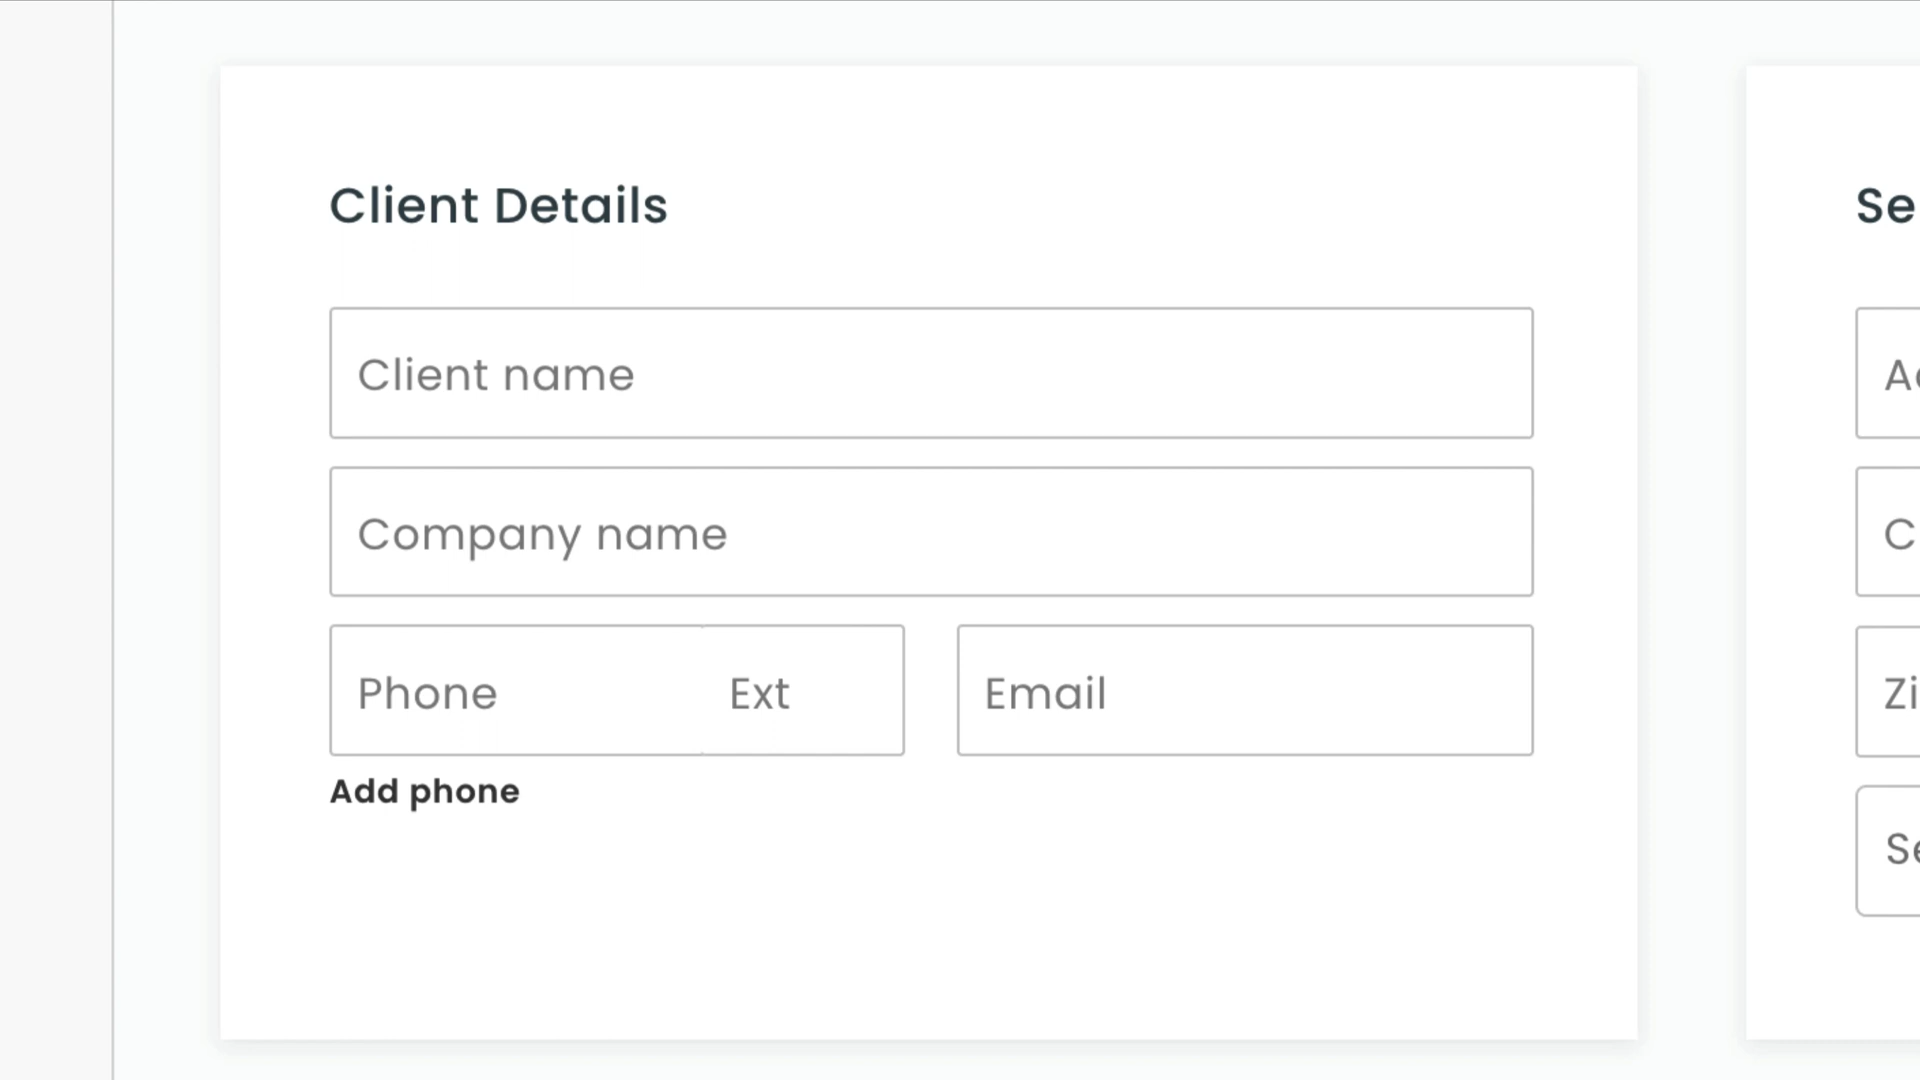 Client Details
Client name
Company name
Phone Ext Email
Add phone